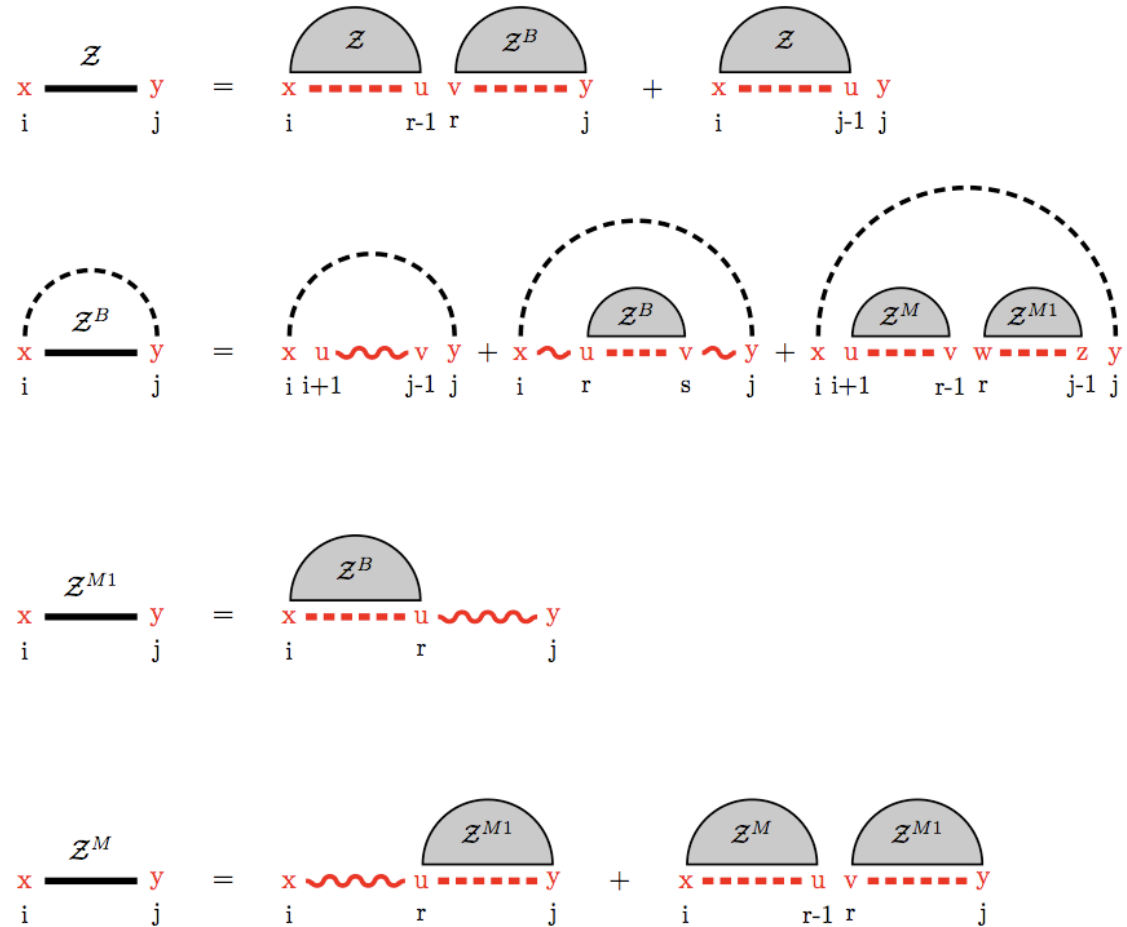 𝒵 𝒵 𝒵^B 𝒵
x y = x u v y + x u y
i j i r-1 r j i j-1 j
𝒵^B 𝒵^B 𝒵^M 𝒵^M1
x y = x u v y + x u v y + x u v w z y
i j i i+1 j-1 j i r s j i i+1 r-1 r j-1 j
𝒵^M1 𝒵^B
x y = x u y
i j i r j
𝒵^M 𝒵^M1 𝒵^M 𝒵^M1
x y = x u y + x u v y
i j i r j i r-1 r j